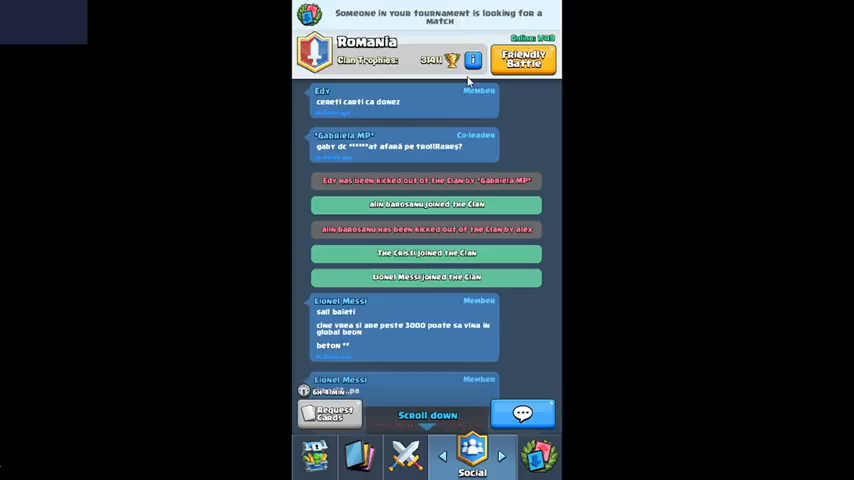 Someone in your tournament is looking for a
match
Romania
Online: 1/49
Clan Trophies:
31411
Friendly
Battle
Edy
Member
cereti carti ca donez
*Gabriela MP*
Co-leader
gaby dc ******at afară pe trollRareș?
Edy has been kicked out of the Clan by *Gabriela MP*
alin barosanu joined the Clan
alin barosanu has been kicked out of the Clan by alex
The Cristi joined the Clan
Lionel Messi joined the Clan
Lionel Messi
Member
sall baieti
cine vrea si are peste 3000 poate sa vina in
global beon
beton **
Lionel Messi
Member
Request
Cards
Scroll down
Social